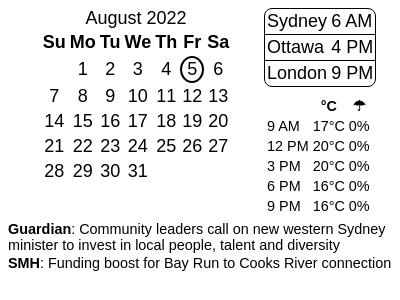 August 2022
Su Mo Tu We Th Fr Sa
1 2 3 4 5 6
7 8 9 10 11 12 13
14 15 16 17 18 19 20
21 22 23 24 25 26 27
28 29 30 31
Sydney 6 AM
Ottawa 4 PM
London 9 PM
°C ☂
9 AM 17°C 0%
12 PM 20°C 0%
3 PM 20°C 0%
6 PM 16°C 0%
9 PM 16°C 0%
Guardian: Community leaders call on new western Sydney
minister to invest in local people, talent and diversity
SMH: Funding boost for Bay Run to Cooks River connection